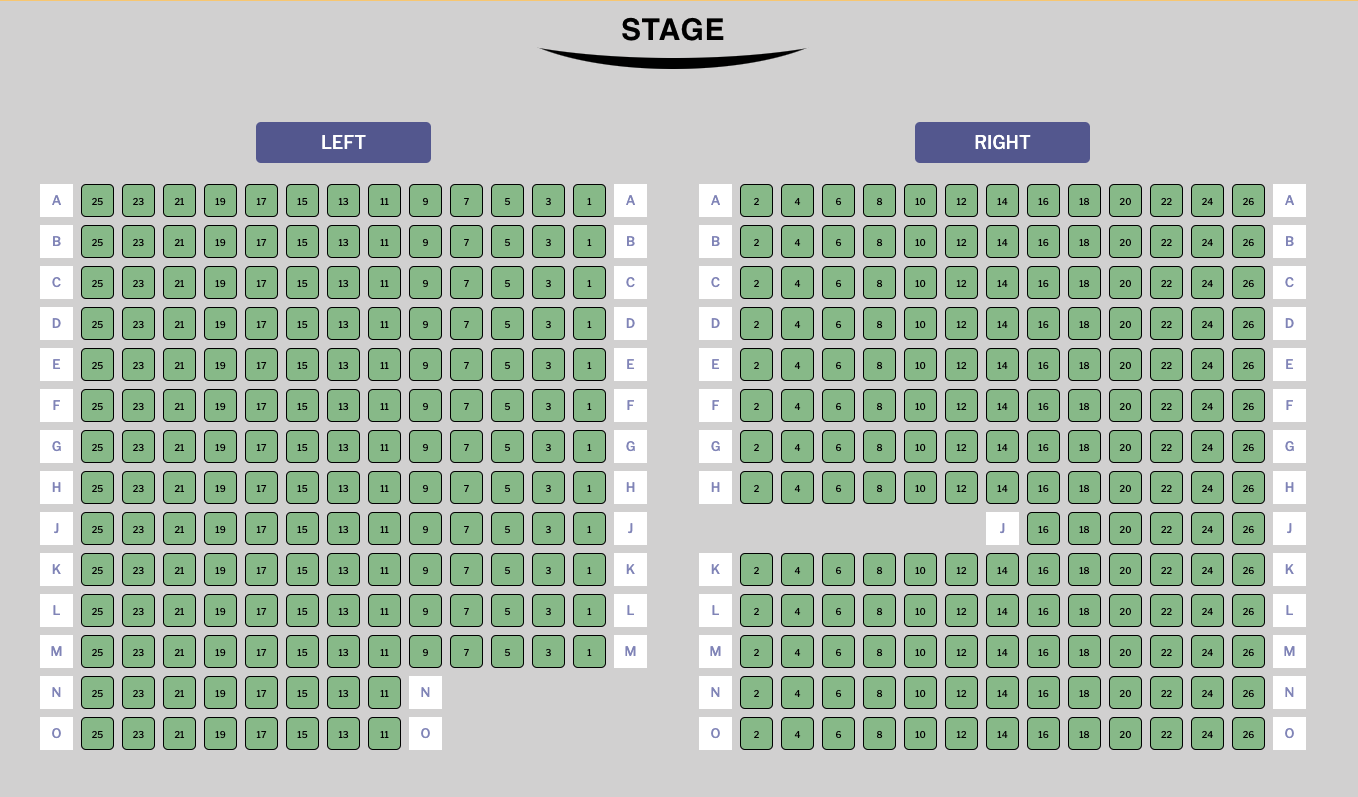 STAGE
LEFT RIGHT
A 25 23 21 19 17 15 13 11 9 7 5 3 1 A A 2 4 6 8 10 12 14 16 18 20 22 24 26 A
B 25 23 21 19 17 15 13 11 9 7 5 3 1 B B 2 4 6 8 10 12 14 16 18 20 22 24 26 B
C 25 23 21 19 17 15 13 11 9 7 5 3 1 C C 2 4 6 8 10 12 14 16 18 20 22 24 26 C
D 25 23 21 19 17 15 13 11 9 7 5 3 1 D D 2 4 6 8 10 12 14 16 18 20 22 24 26 D
E 25 23 21 19 17 15 13 11 9 7 5 3 1 E E 2 4 6 8 10 12 14 16 18 20 22 24 26 E
F 25 23 21 19 17 15 13 11 9 7 5 3 1 F F 2 4 6 8 10 12 14 16 18 20 22 24 26 F
G 25 23 21 19 17 15 13 11 9 7 5 3 1 G G 2 4 6 8 10 12 14 16 18 20 22 24 26 G
H 25 23 21 19 17 15 13 11 9 7 5 3 1 H H 2 4 6 8 10 12 14 16 18 20 22 24 26 H
J 25 23 21 19 17 15 13 11 9 7 5 3 1 J J 16 18 20 22 24 26 J
K 25 23 21 19 17 15 13 11 9 7 5 3 1 K K 2 4 6 8 10 12 14 16 18 20 22 24 26 K
L 25 23 21 19 17 15 13 11 9 7 5 3 1 L L 2 4 6 8 10 12 14 16 18 20 22 24 26 L
M 25 23 21 19 17 15 13 11 9 7 5 3 1 M M 2 4 6 8 10 12 14 16 18 20 22 24 26 M
N 25 23 21 19 17 15 13 11 N N 2 4 6 8 10 12 14 16 18 20 22 24 26 N
O 25 23 21 19 17 15 13 11 O O 2 4 6 8 10 12 14 16 18 20 22 24 26 O